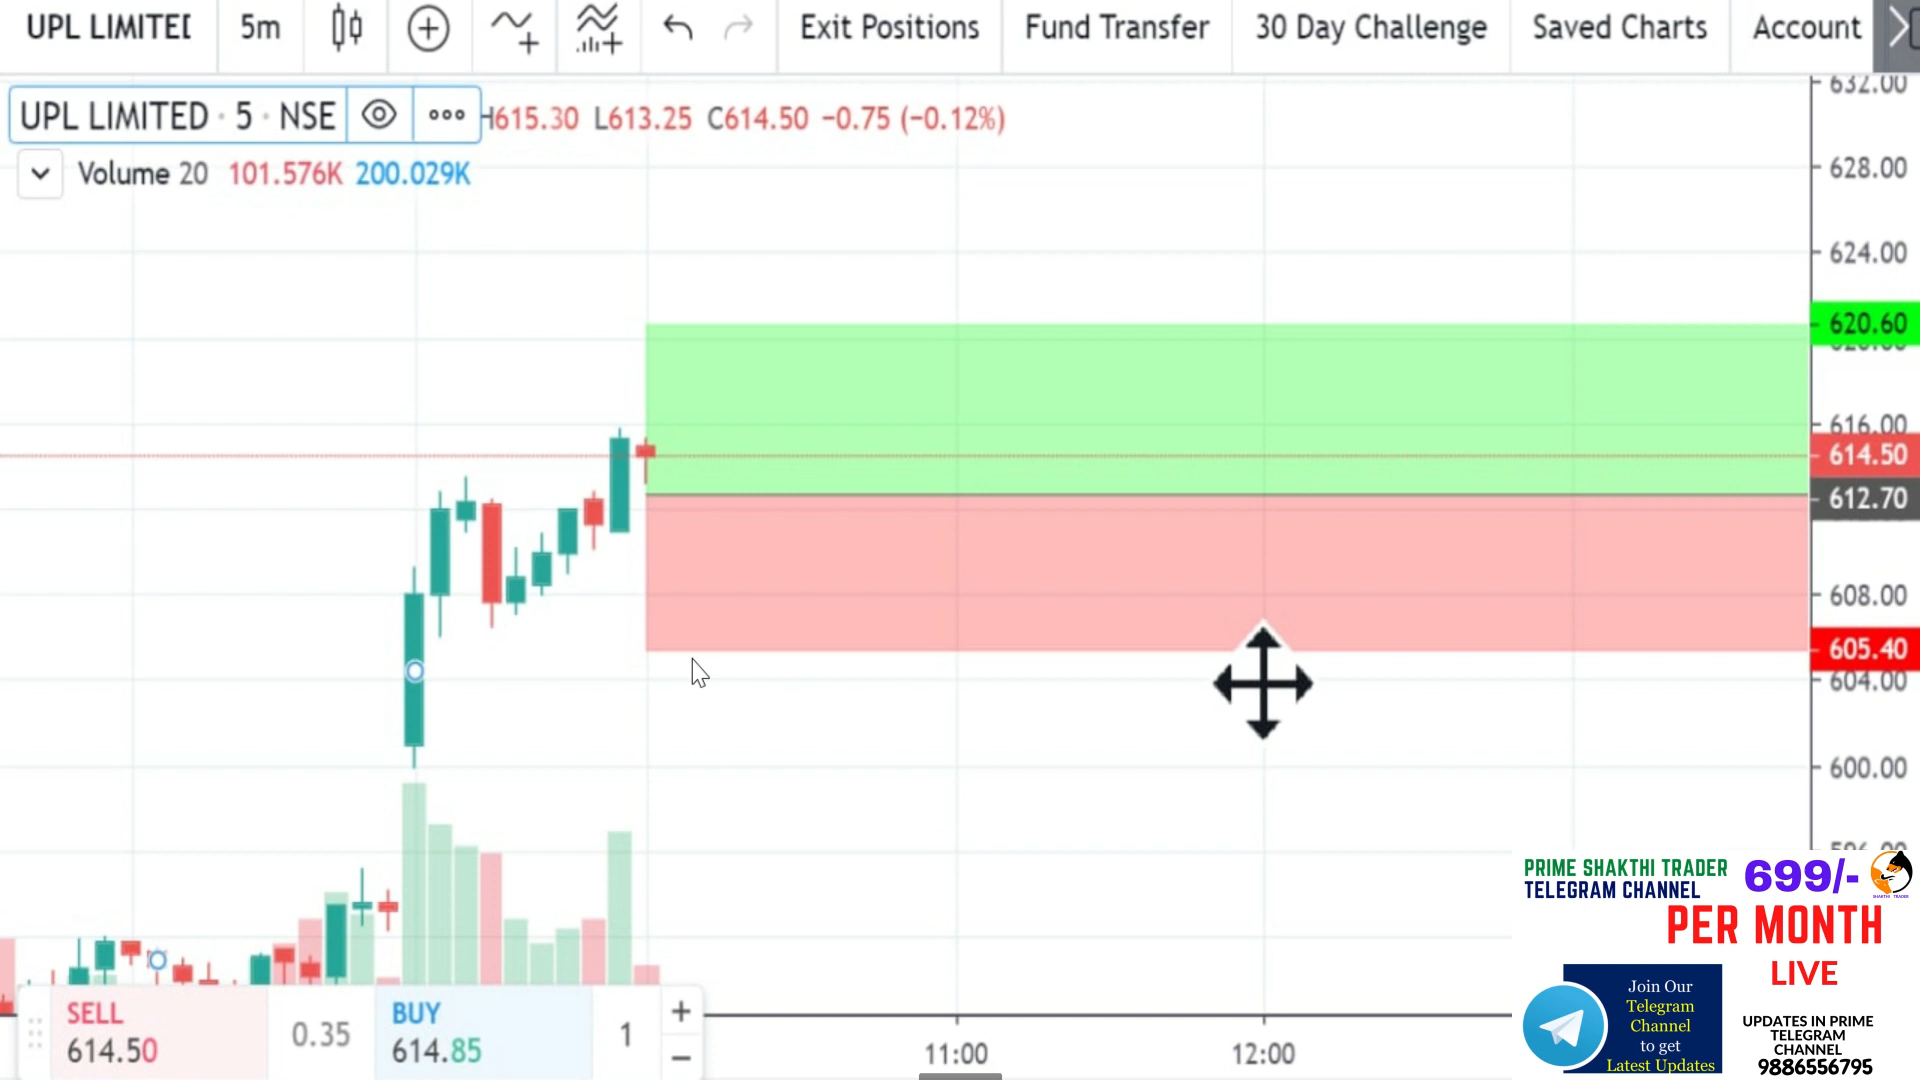 UPL LIMITED 5m Exit Positions Fund Transfer 30 Day Challenge Saved Charts Account
UPL LIMITED · 5 · NSE H615.30 L613.25 C614.50 −0.75 (−0.12%)
Volume 20 101.576K 200.029K
632.00
628.00
624.00
620.60
616.00
614.50
612.70
608.00
605.40
604.00
600.00
PRIME SHAKTHI TRADER
TELEGRAM CHANNEL
699/-
PER MONTH
LIVE
Join Our
Telegram
Channel
to get
Latest Updates
UPDATES IN PRIME
TELEGRAM
CHANNEL
9886556795
SELL
614.50
0.35
BUY
614.85
1
11:00
12:00